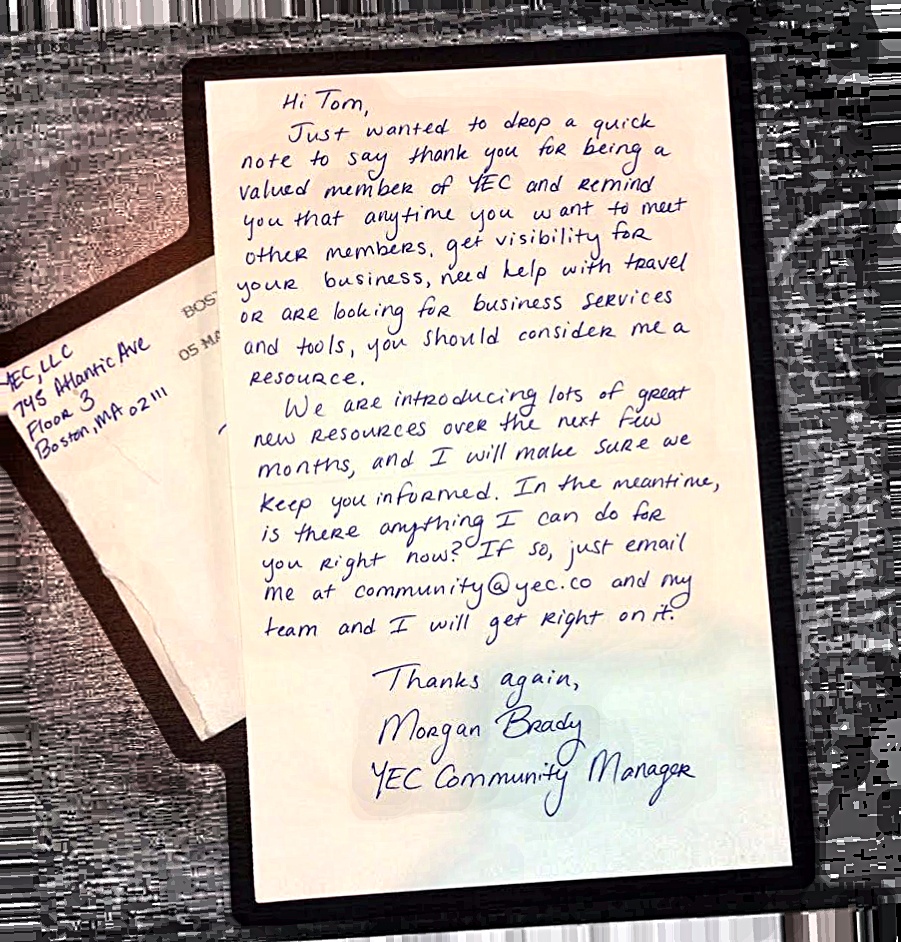 Hi Tom,
Just wanted to drop a quick
note to say thank you for being a
valued member of YEC and remind
you that anytime you want to meet
other members, get visibility for
your business, need help with travel
or are looking for business services
and tools, you should consider me a
resource.
We are introducing lots of great
new resources over the next few
months, and I will make sure we
keep you informed. In the meantime,
is there anything I can do for
you right now? If so, just email
me at community@yec.co and my
team and I will get right on it.
Thanks again,
Morgan Brady
YEC Community Manager
YEC, LLC
745 Atlantic Ave
Floor 3
Boston, MA 02111
BOST
05 MA